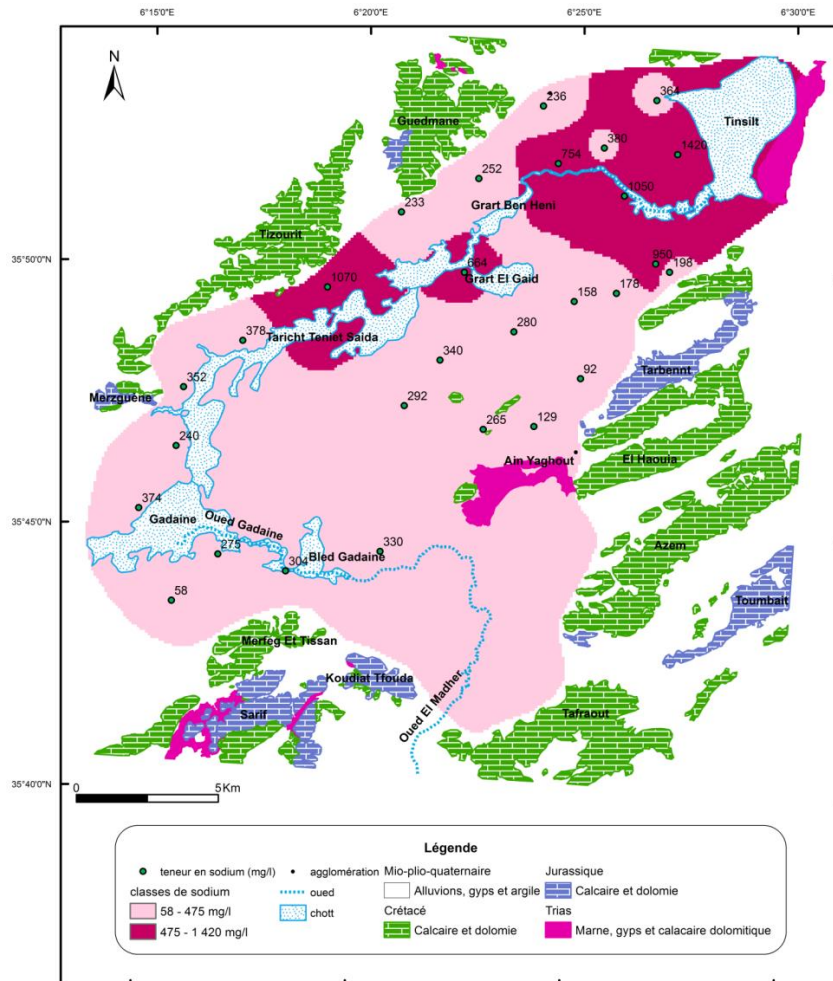 6°15'0"E
6°20'0"E
6°25'0"E
6°30'0"E
N
364
236
Guedmane
Tinsilt
380
754
1420
252
1050
Grart Ben Heni
233
Tizourit
35°50'0"N
950
198
664
Grart El Gaid
1070
178
158
280
378
Taricht Teniet Saida
340
Tarbennt
92
352
Merzguène
292
265
129
240
Ain Yaghout
El Haouia
374
35°45'0"N
Gadaine
Oued Gadaine
275
Bled Gadaine
330
Azem
304
58
Toumbait
Merfeg Et Tissan
Koudiat Tfouda
Oued El Madher
Sarif
Tafraout
35°40'0"N
0
5Km
Légende
teneur en sodium (mg/l)
agglomération
Mio-plio-quaternaire
Jurassique
classes de sodium
oued
Alluvions, gyps et argile
Calcaire et dolomie
58 - 475 mg/l
chott
Crétacé
Trias
475 - 1 420 mg/l
Calcaire et dolomie
Marne, gyps et calacaire dolomitique